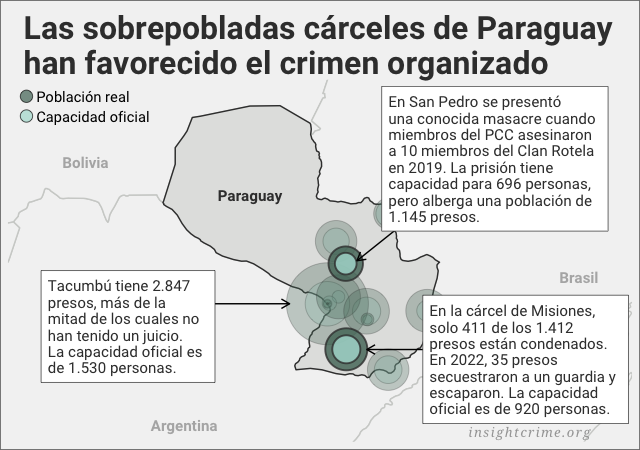 Las sobrepobladas cárceles de Paraguay
han favorecido el crimen organizado
Población real
Capacidad oficial
En San Pedro se presentó
una conocida masacre cuando
miembros del PCC asesinaron
a 10 miembros del Clan Rotela
en 2019. La prisión tiene
capacidad para 696 personas,
pero alberga una población de
1.145 presos.
Bolivia
Paraguay
Brasil
Tacumbú tiene 2.847
presos, más de la
mitad de los cuales no
han tenido un juicio.
La capacidad oficial es
de 1.530 personas.
En la cárcel de Misiones,
solo 411 de los 1.412
presos están condenados.
En 2022, 35 presos
secuestraron a un guardia y
escaparon. La capacidad
oficial es de 920 personas.
Argentina
insightcrime.org